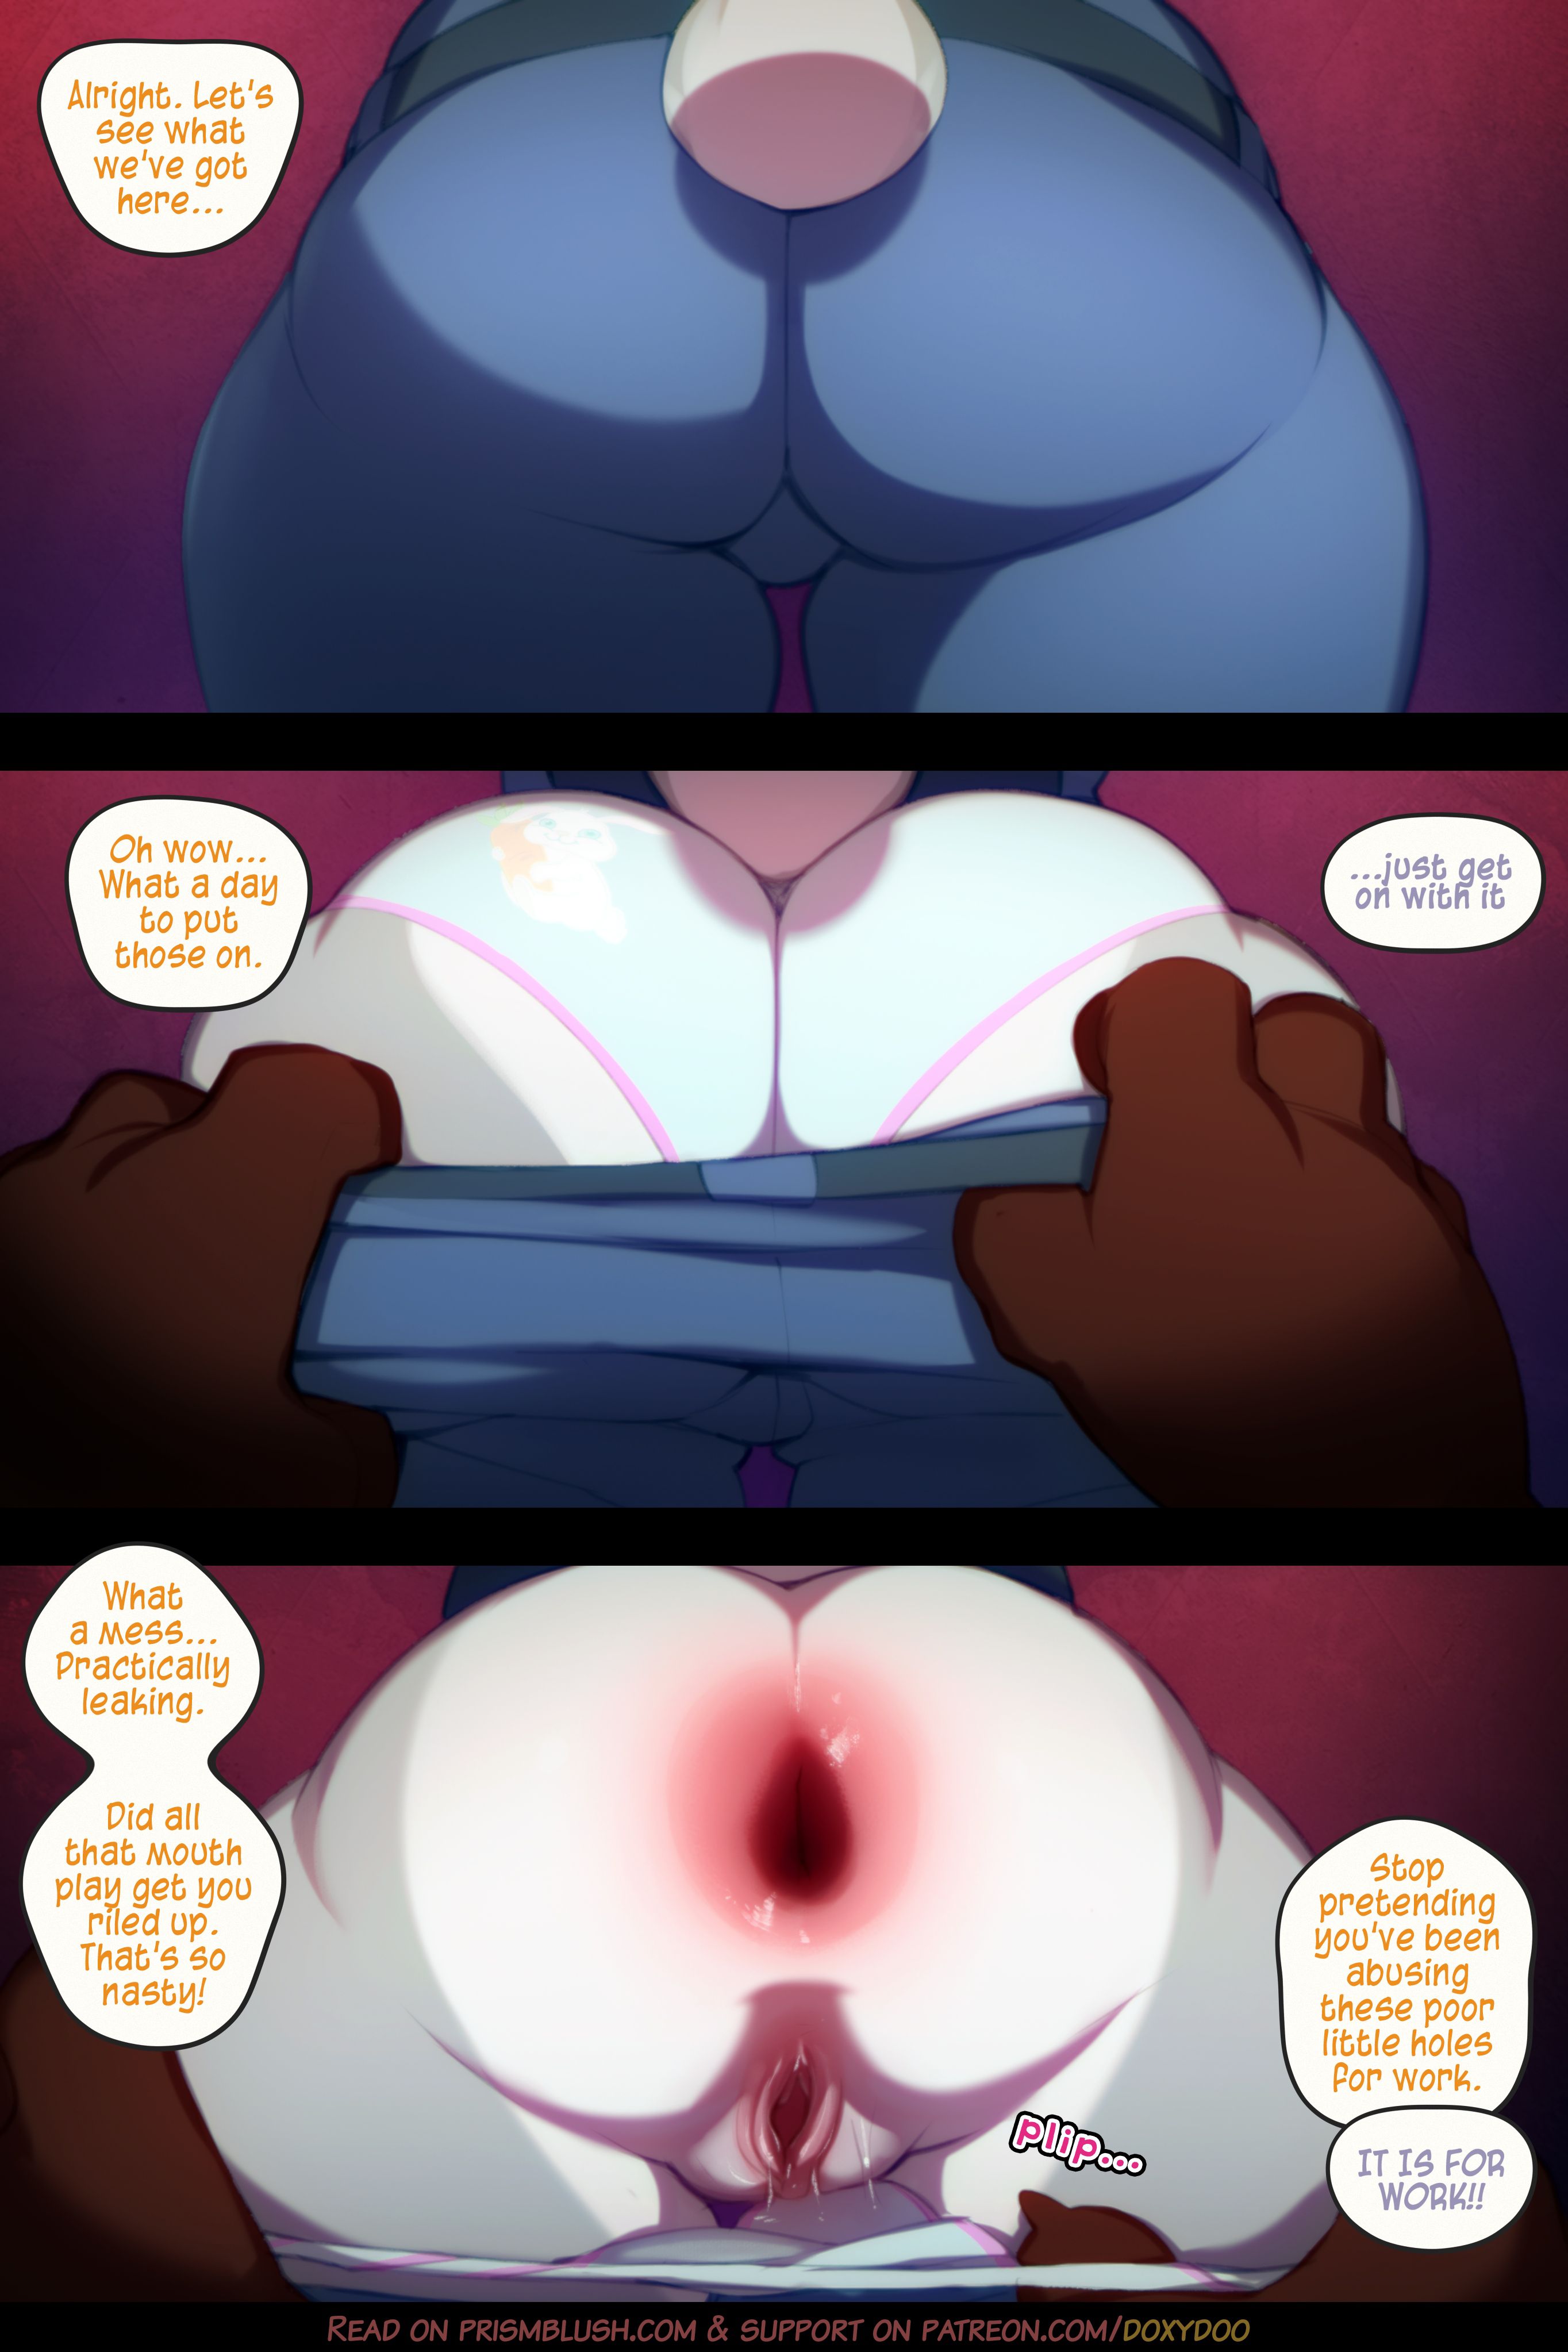 Alright. Let's
see what
we've got
here...
Oh wow...
What a day
to put
those on.
...just get
on with it
What
a mess...
Practically
leaking.
Did all
that mouth
play get you
riled up.
That's so
nasty!
Stop
pretending
you've been
abusing
these poor
little holes
for work.
plip...
IT IS FOR
WORK!!
READ ON PRISMBLUSH.COM & SUPPORT ON PATREON.COM/DOXYDOO